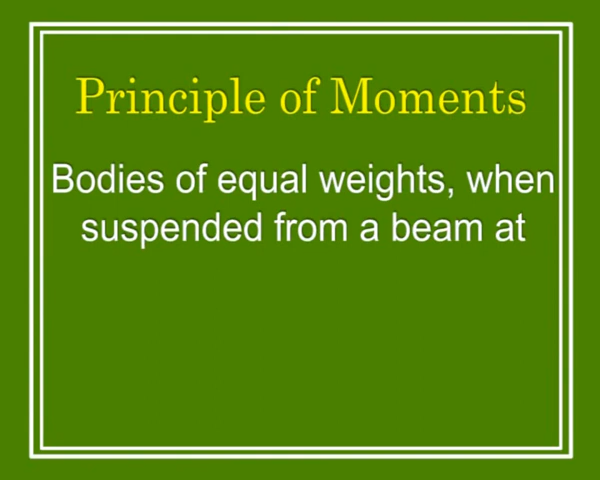 Principle of Moments
Bodies of equal weights, when
suspended from a beam at